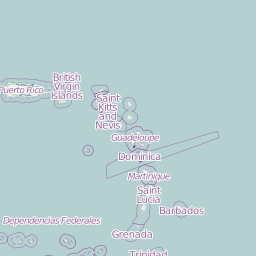 British
Virgin
Islands
Puerto Rico
Saint
Kitts
and
Nevis
Guadeloupe
Dominica
Martinique
Saint
Lucia
Barbados
Dependencias Federales
Grenada
Trinidad